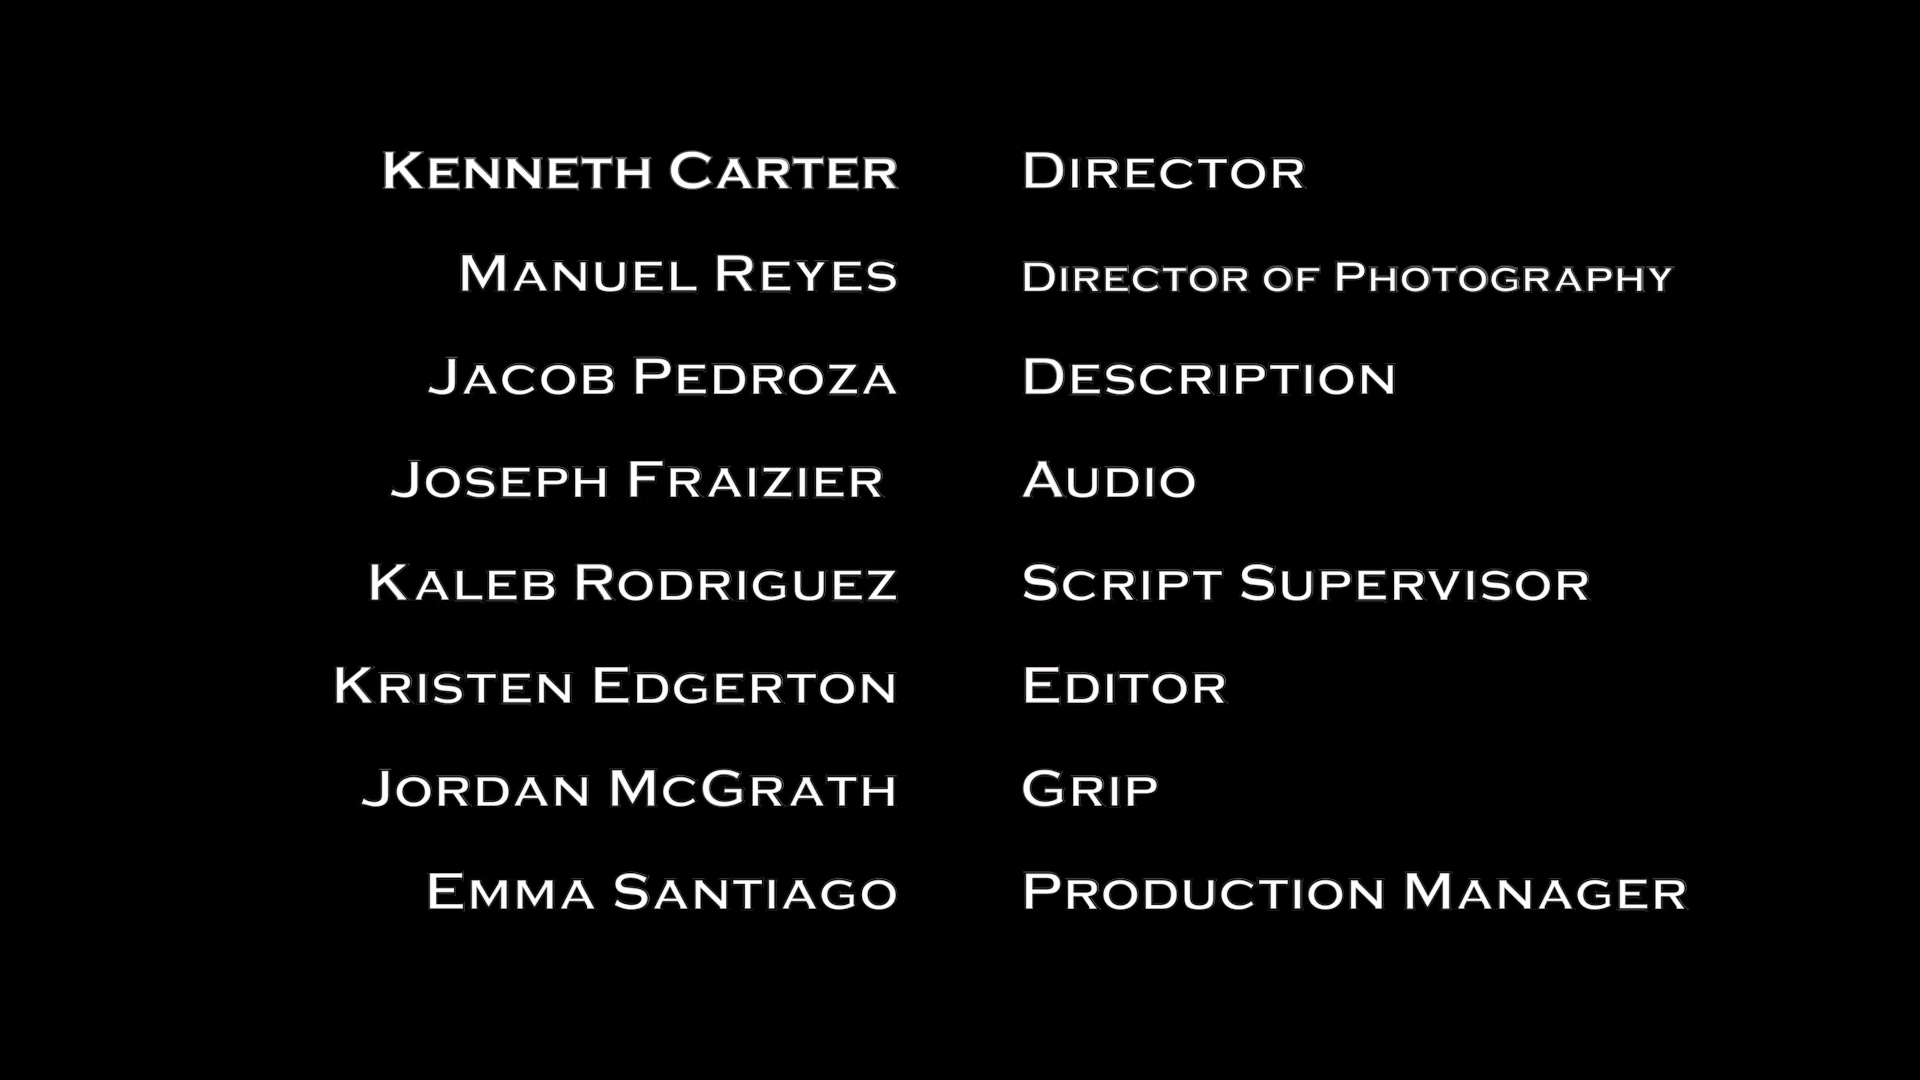 Kenneth Carter Director
Manuel Reyes Director of Photography
Jacob Pedroza Description
Joseph Fraizier Audio
Kaleb Rodriguez Script Supervisor
Kristen Edgerton Editor
Jordan McGrath Grip
Emma Santiago Production Manager